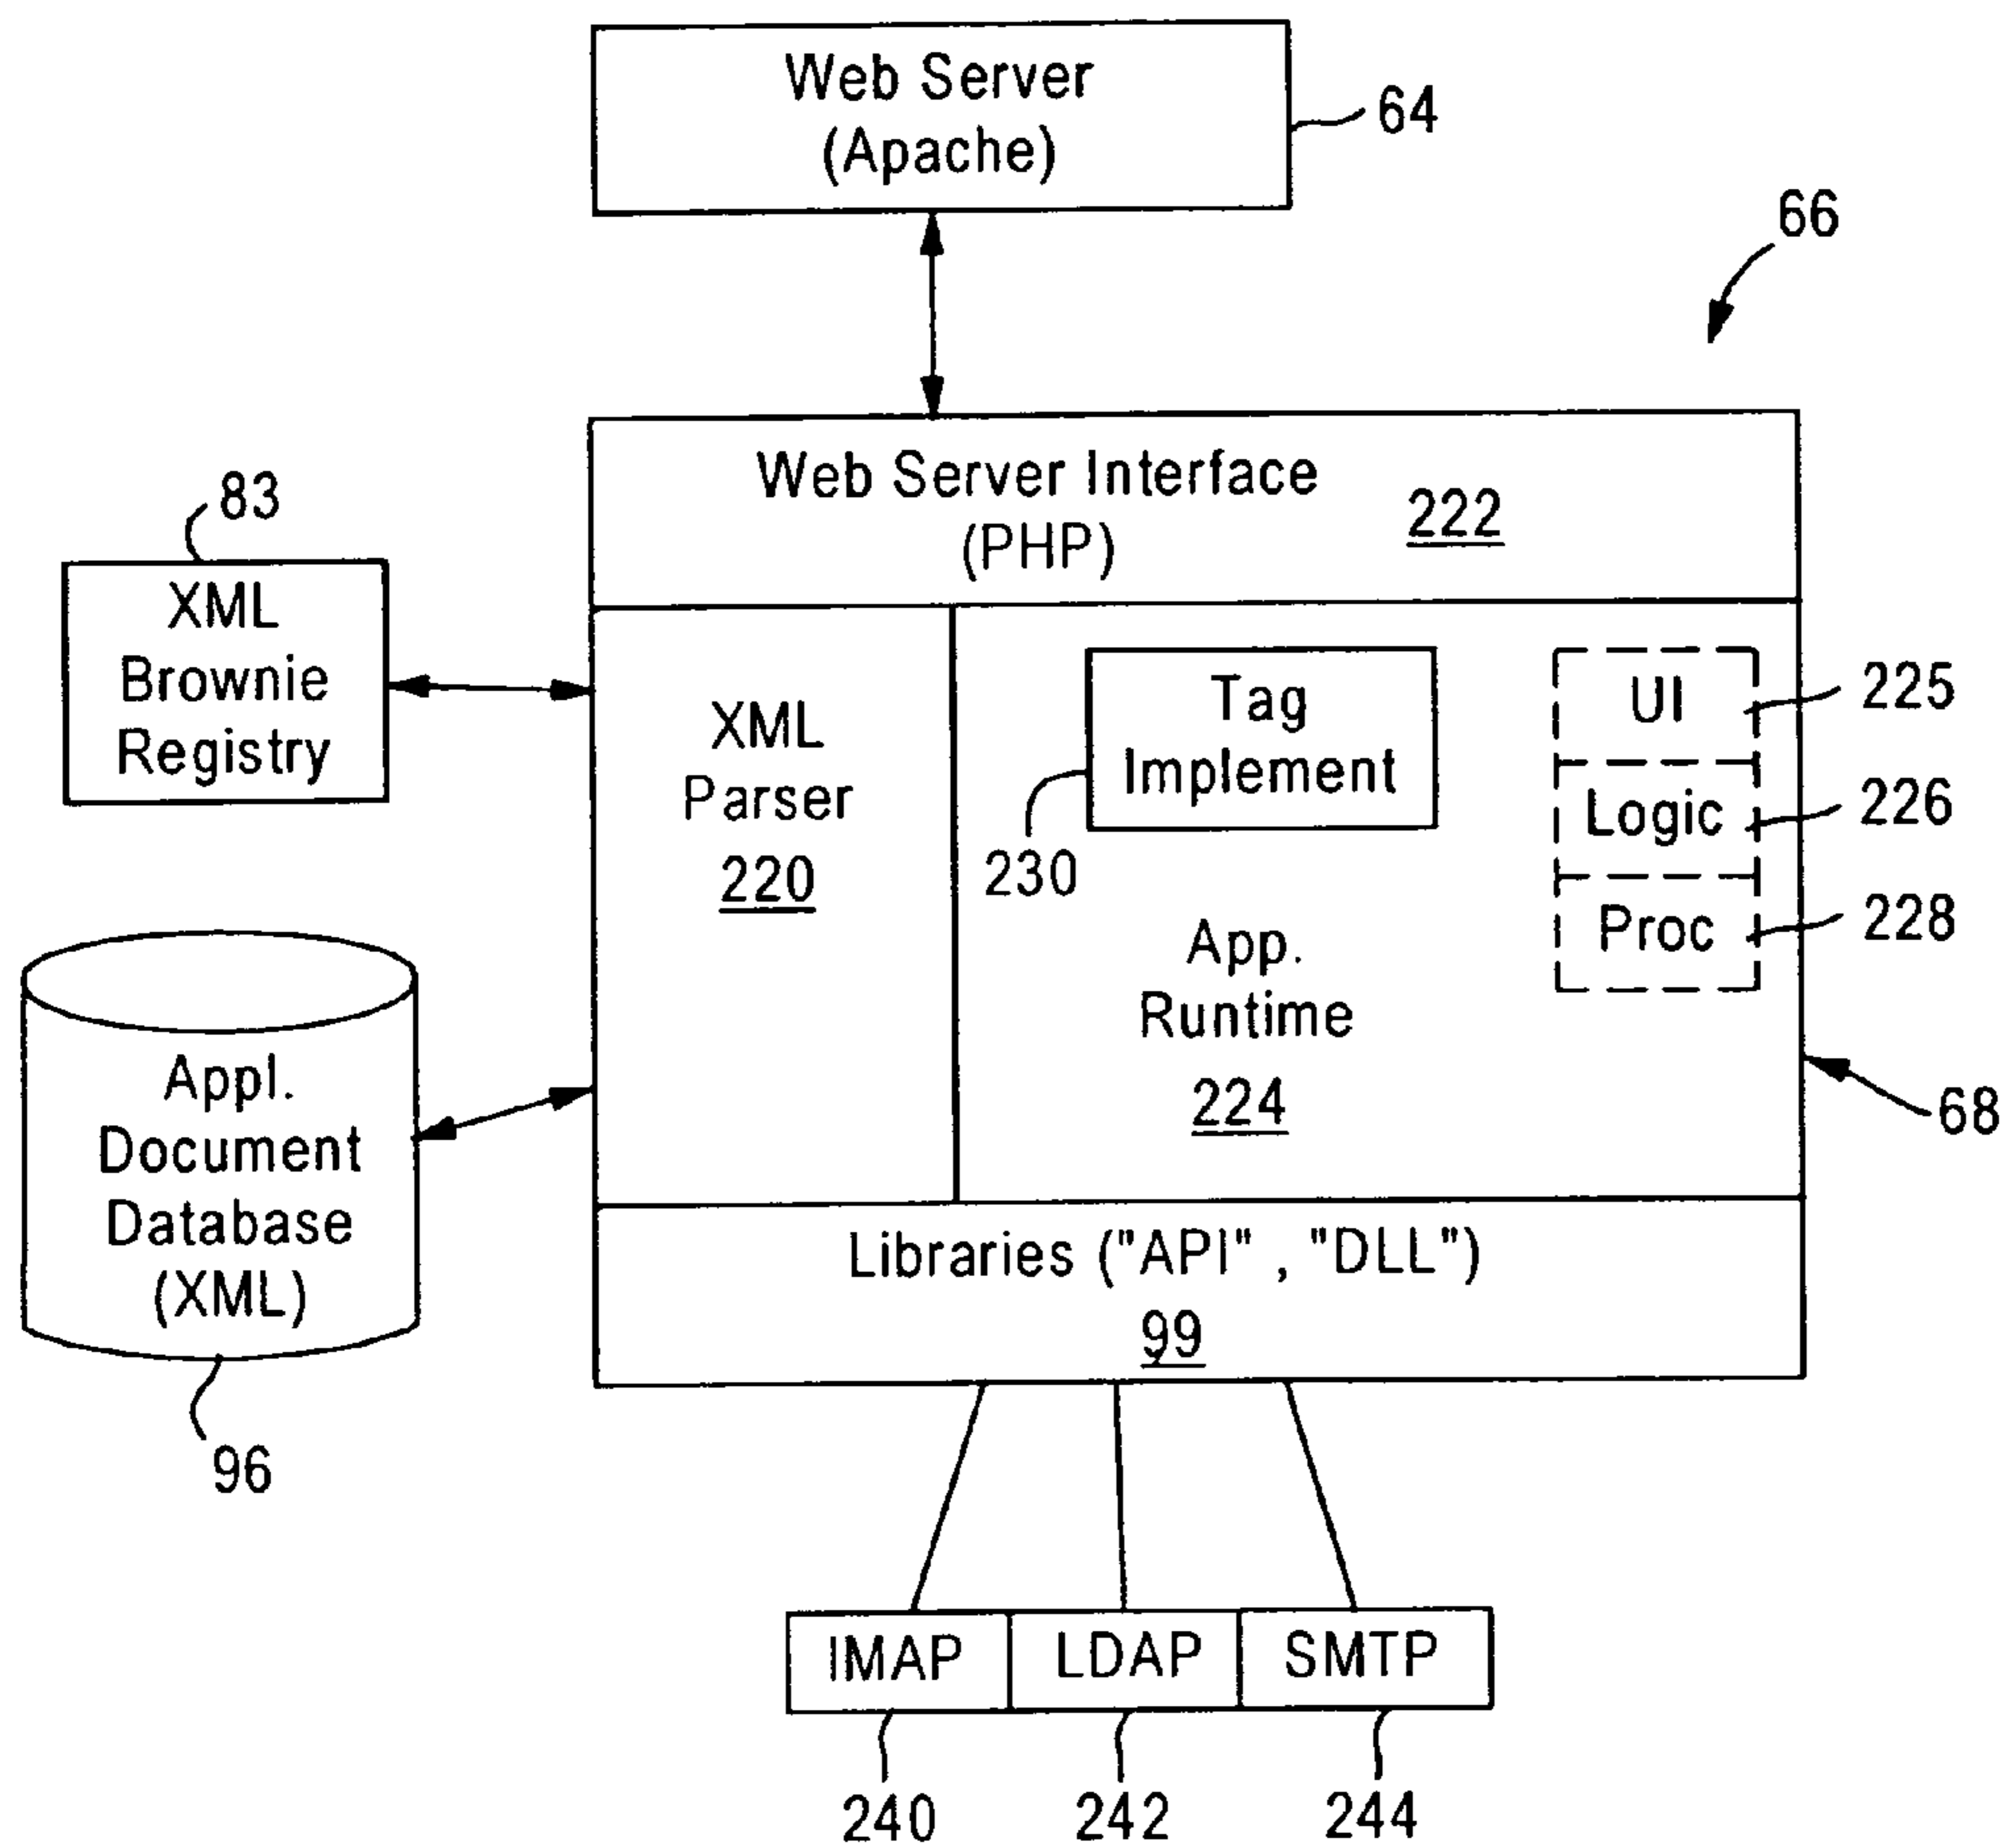 Web Server
(Apache)
64
66
Web Server Interface
(PHP)
222
83
XML
Brownie
Registry
XML
Parser
220
Tag
Implement
230
UI
225
Logic
226
Proc
228
App.
Runtime
224
68
Appl.
Document
Database
(XML)
96
Libraries ("API" , "DLL")
99
IMAP
LDAP
SMTP
240
242
244